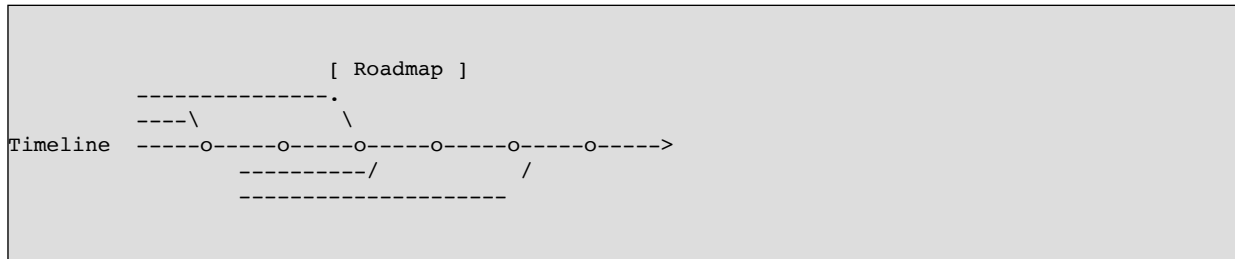 [ Roadmap ]
---------------.
----\           \
Timeline  -----o-----o-----o-----o-----o-----o----->
----------/           /
---------------------